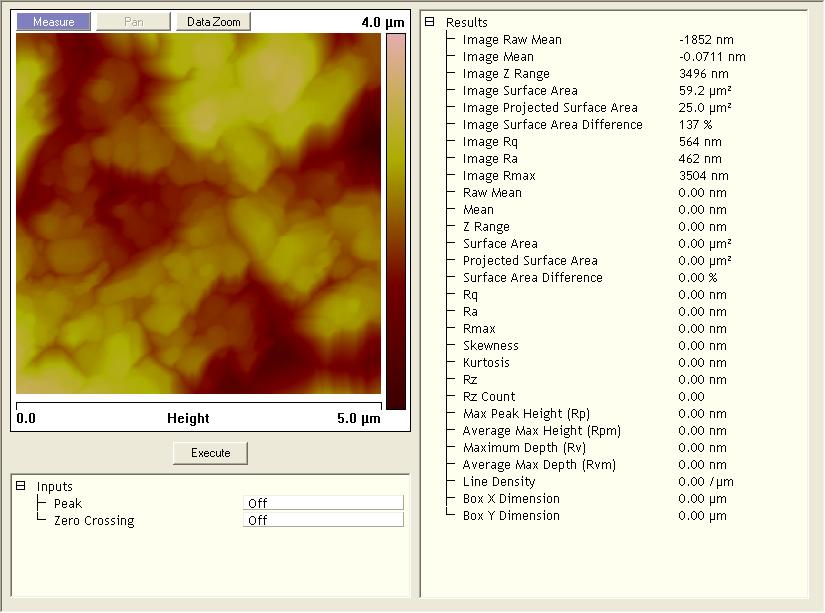 Measure Pan Data Zoom 4.0 µm
0.0 Height 5.0 µm
Execute
Inputs
Peak Off
Zero Crossing Off
Results
Image Raw Mean -1852 nm
Image Mean -0.0711 nm
Image Z Range 3496 nm
Image Surface Area 59.2 µm²
Image Projected Surface Area 25.0 µm²
Image Surface Area Difference 137 %
Image Rq 564 nm
Image Ra 462 nm
Image Rmax 3504 nm
Raw Mean 0.00 nm
Mean 0.00 nm
Z Range 0.00 nm
Surface Area 0.00 µm²
Projected Surface Area 0.00 µm²
Surface Area Difference 0.00 %
Rq 0.00 nm
Ra 0.00 nm
Rmax 0.00 nm
Skewness 0.00 nm
Kurtosis 0.00 nm
Rz 0.00 nm
Rz Count 0.00
Max Peak Height (Rp) 0.00 nm
Average Max Height (Rpm) 0.00 nm
Maximum Depth (Rv) 0.00 nm
Average Max Depth (Rvm) 0.00 nm
Line Density 0.00 /µm
Box X Dimension 0.00 µm
Box Y Dimension 0.00 µm